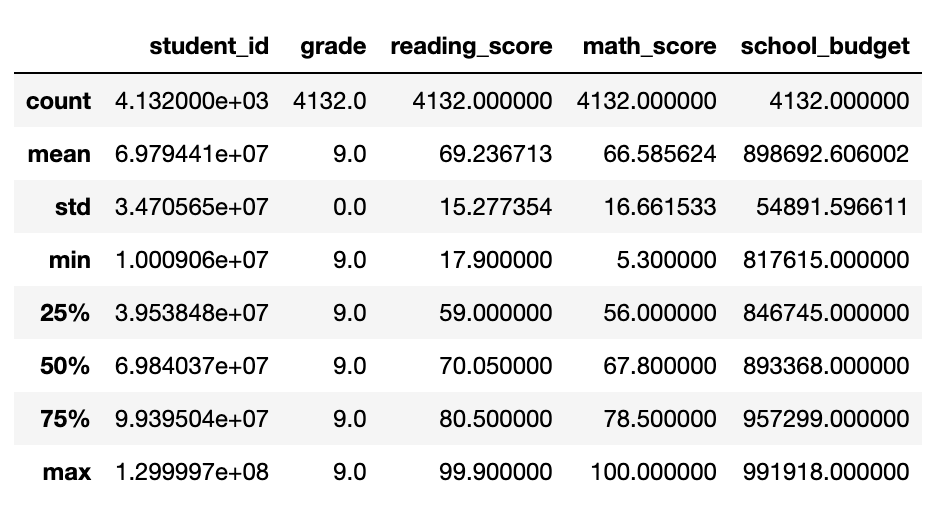 student_id grade reading_score math_score school_budget
count 4.132000e+03 4132.0 4132.000000 4132.000000 4132.000000
mean 6.979441e+07 9.0 69.236713 66.585624 898692.606002
std 3.470565e+07 0.0 15.277354 16.661533 54891.596611
min 1.000906e+07 9.0 17.900000 5.300000 817615.000000
25% 3.953848e+07 9.0 59.000000 56.000000 846745.000000
50% 6.984037e+07 9.0 70.050000 67.800000 893368.000000
75% 9.939504e+07 9.0 80.500000 78.500000 957299.000000
max 1.299997e+08 9.0 99.900000 100.000000 991918.000000